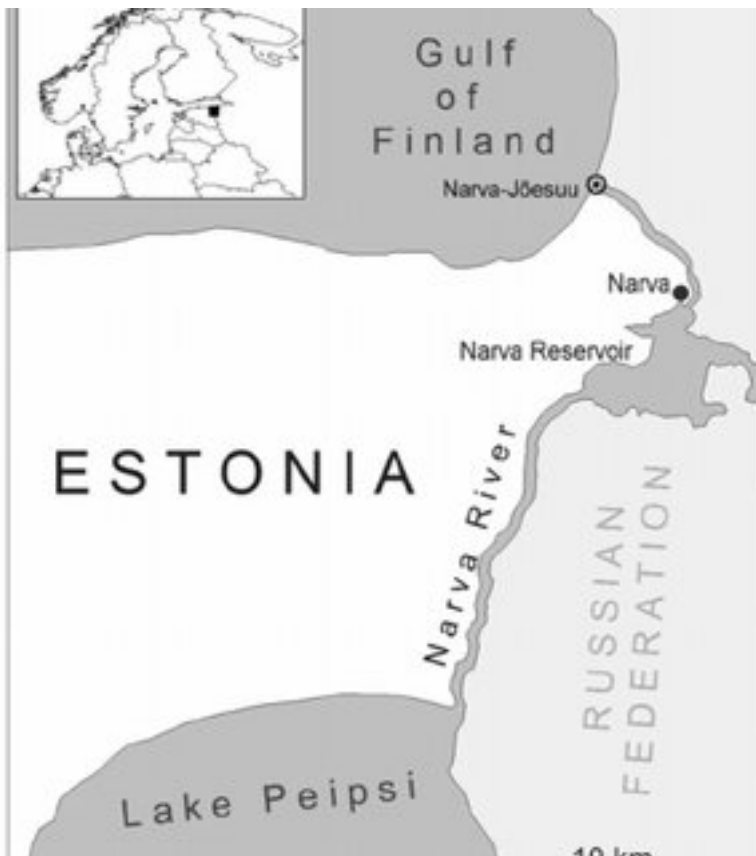 Gulf
of
Finland
Narva-Jõesuu
Narva
Narva Reservoir
ESTONIA
Narva River
RUSSIAN
FEDERATION
Lake Peipsi
10 km